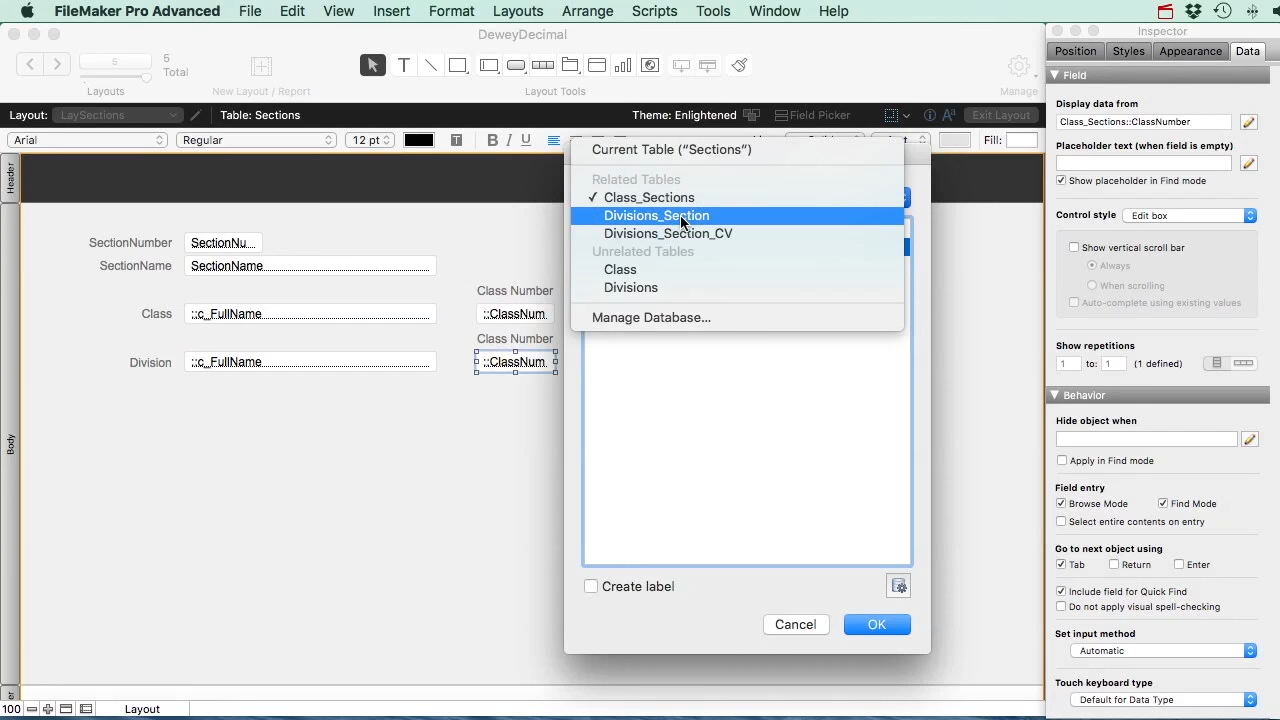 FileMaker Pro Advanced File Edit View Insert Format Layouts Arrange Scripts Tools Window Help
DeweyDecimal
Inspector
5
5
Total
Layouts
New Layout / Report
Layout Tools
Manage
Position Styles Appearance Data
Layout: LaySections Table: Sections Theme: Enlightened Field Picker Exit Layout
Arial Regular 12 pt B I U Fill:
Header
Body
SectionNumber SectionNu...
SectionName SectionName
Class Number
Class ::c_FullName ::ClassNum
Class Number
Division ::c_FullName ::ClassNum
Current Table ("Sections")
Related Tables
✓ Class_Sections
Divisions_Section
Divisions_Section_CV
Unrelated Tables
Class
Divisions
Manage Database...
Create label
Cancel OK
Field
Display data from
Class_Sections::ClassNumber
Placeholder text (when field is empty)
Show placeholder in Find mode
Control style Edit box
Show vertical scroll bar
Always
When scrolling
Auto-complete using existing values
Show repetitions
1 to: 1 (1 defined)
Behavior
Hide object when
Apply in Find mode
Field entry
Browse Mode Find Mode
Select entire contents on entry
Go to next object using
Tab Return Enter
Include field for Quick Find
Do not apply visual spell-checking
Set input method
Automatic
Touch keyboard type
Default for Data Type
100 Layout